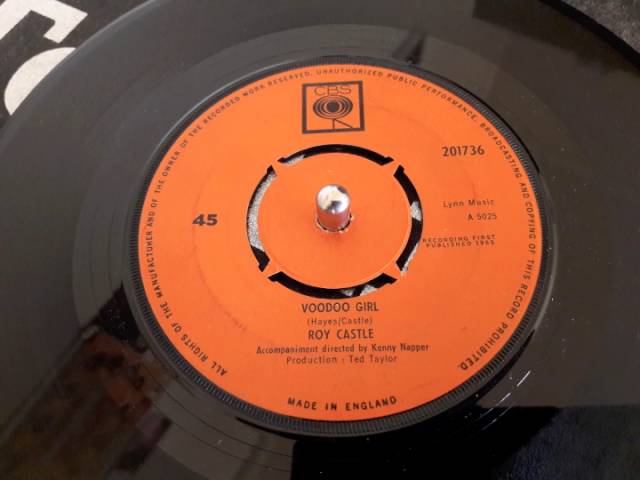 ALL RIGHTS OF THE MANUFACTURER AND OF THE OWNER OF THE RECORDED WORK RESERVED. UNAUTHORIZED PUBLIC PERFORMANCE, BROADCASTING AND COPYING OF THIS RECORD PROHIBITED.
CBS
201736
45
Lynn Music
A 5025
RECORDING FIRST
PUBLISHED 1965
VOODOO GIRL
(Hayes/Castle)
ROY CASTLE
Accompaniment directed by Kenny Napper
Production : Ted Taylor
MADE IN ENGLAND